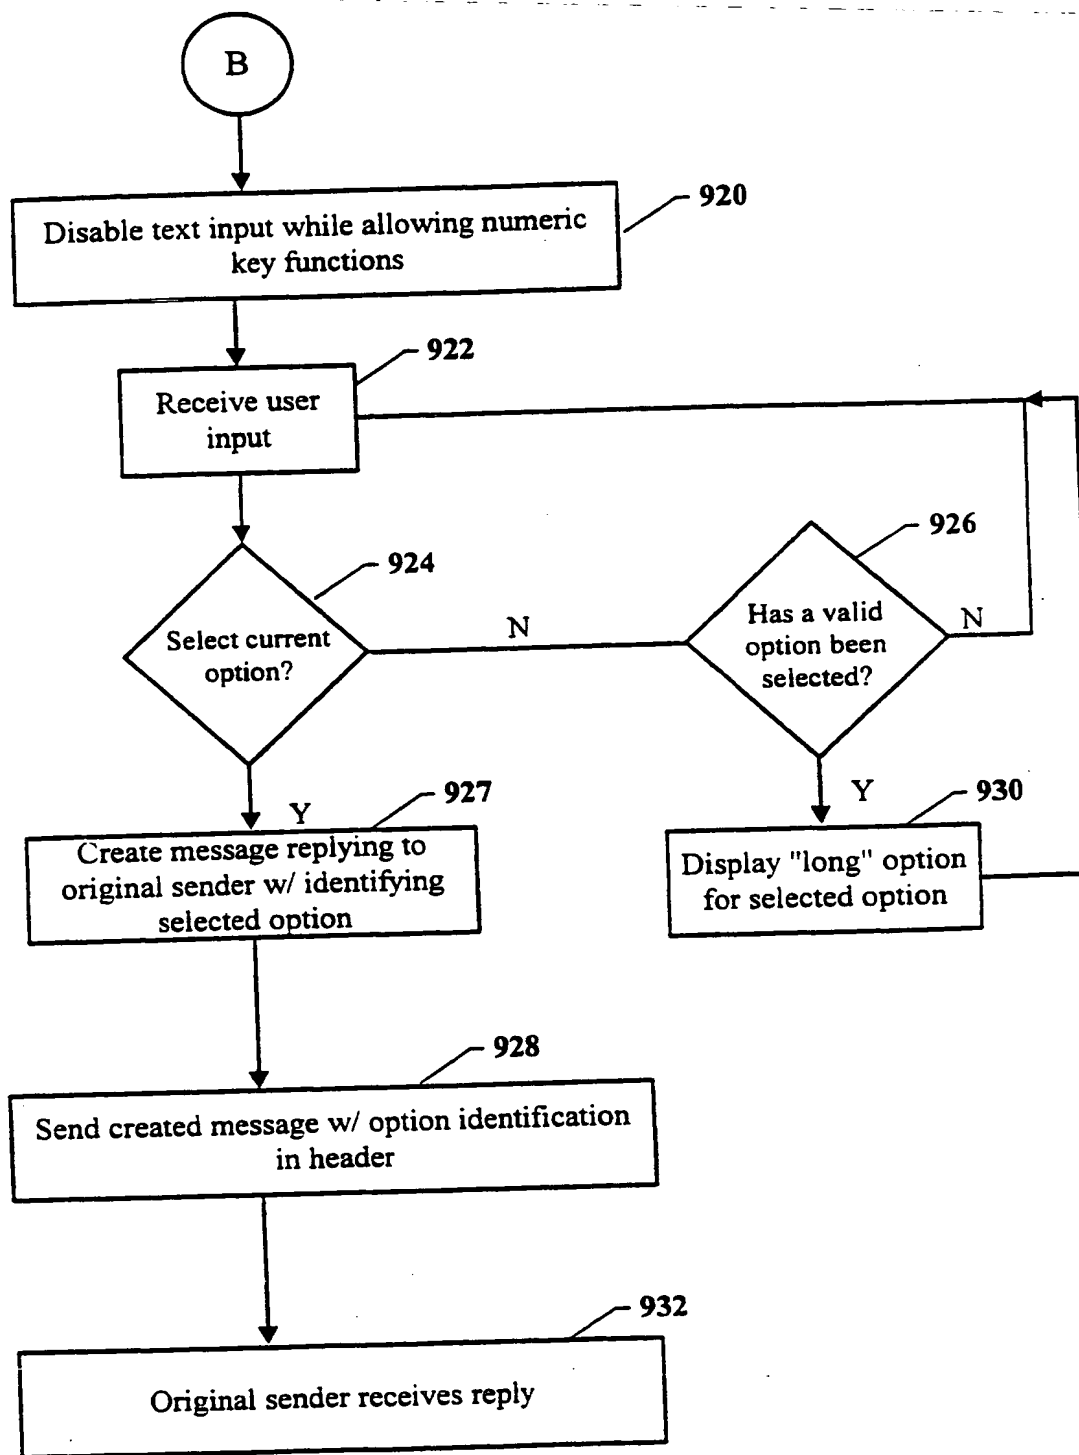 B
920
Disable text input while allowing numeric
key functions
922
Receive user
input
924
Select current
option?
N
926
Has a valid
option been
selected?
N
Y
927
Create message replying to
original sender w/ identifying
selected option
Y
930
Display "long" option
for selected option
928
Send created message w/ option identification
in header
932
Original sender receives reply